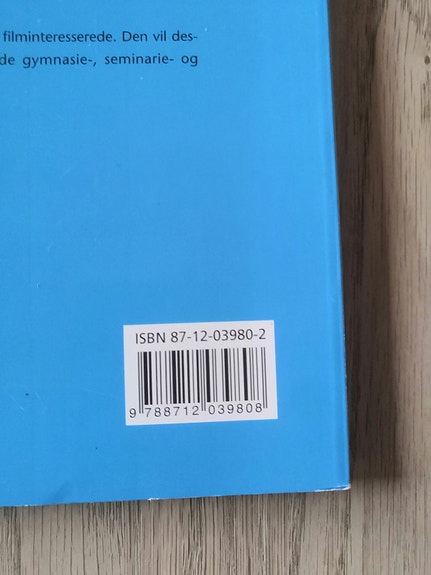 filminteresserede. Den vil des-
de gymnasie-, seminarie- og
ISBN 87-12-03980-2
9 788712 039808